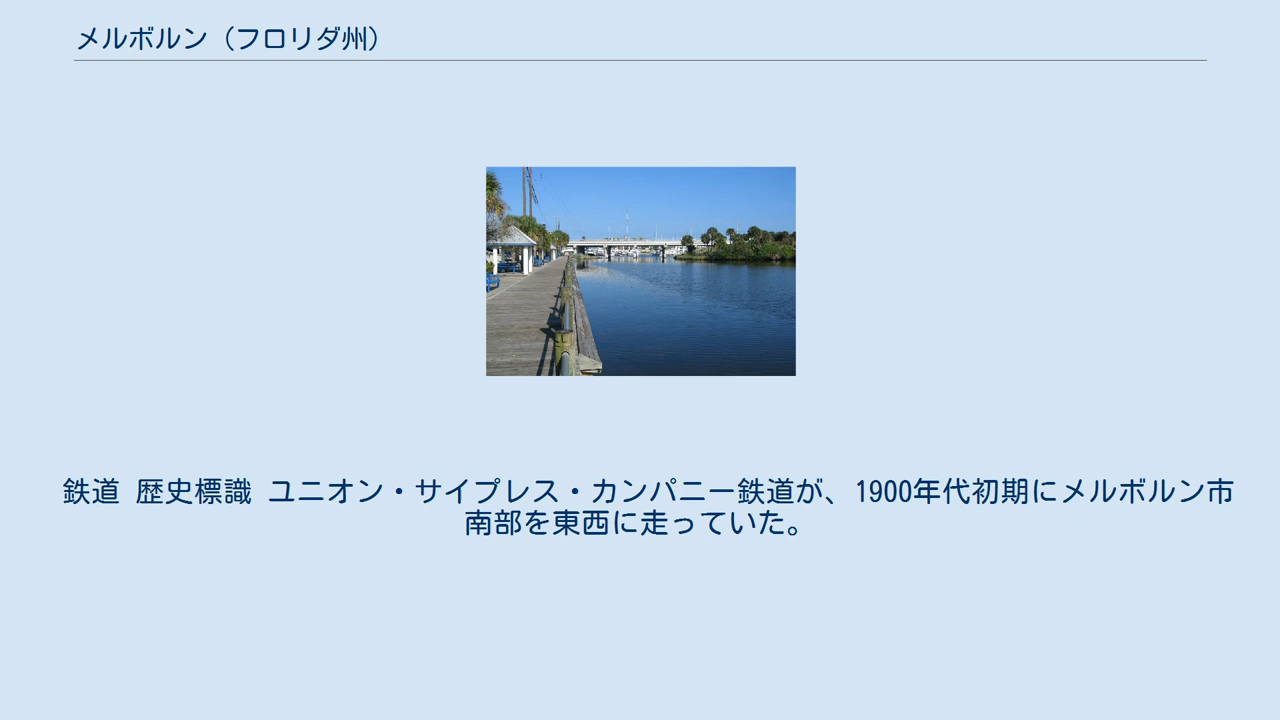 メルボルン（フロリダ州）
鉄道 歴史標識 ユニオン・サイプレス・カンパニー鉄道が、1900年代初期にメルボルン市
南部を東西に走っていた。